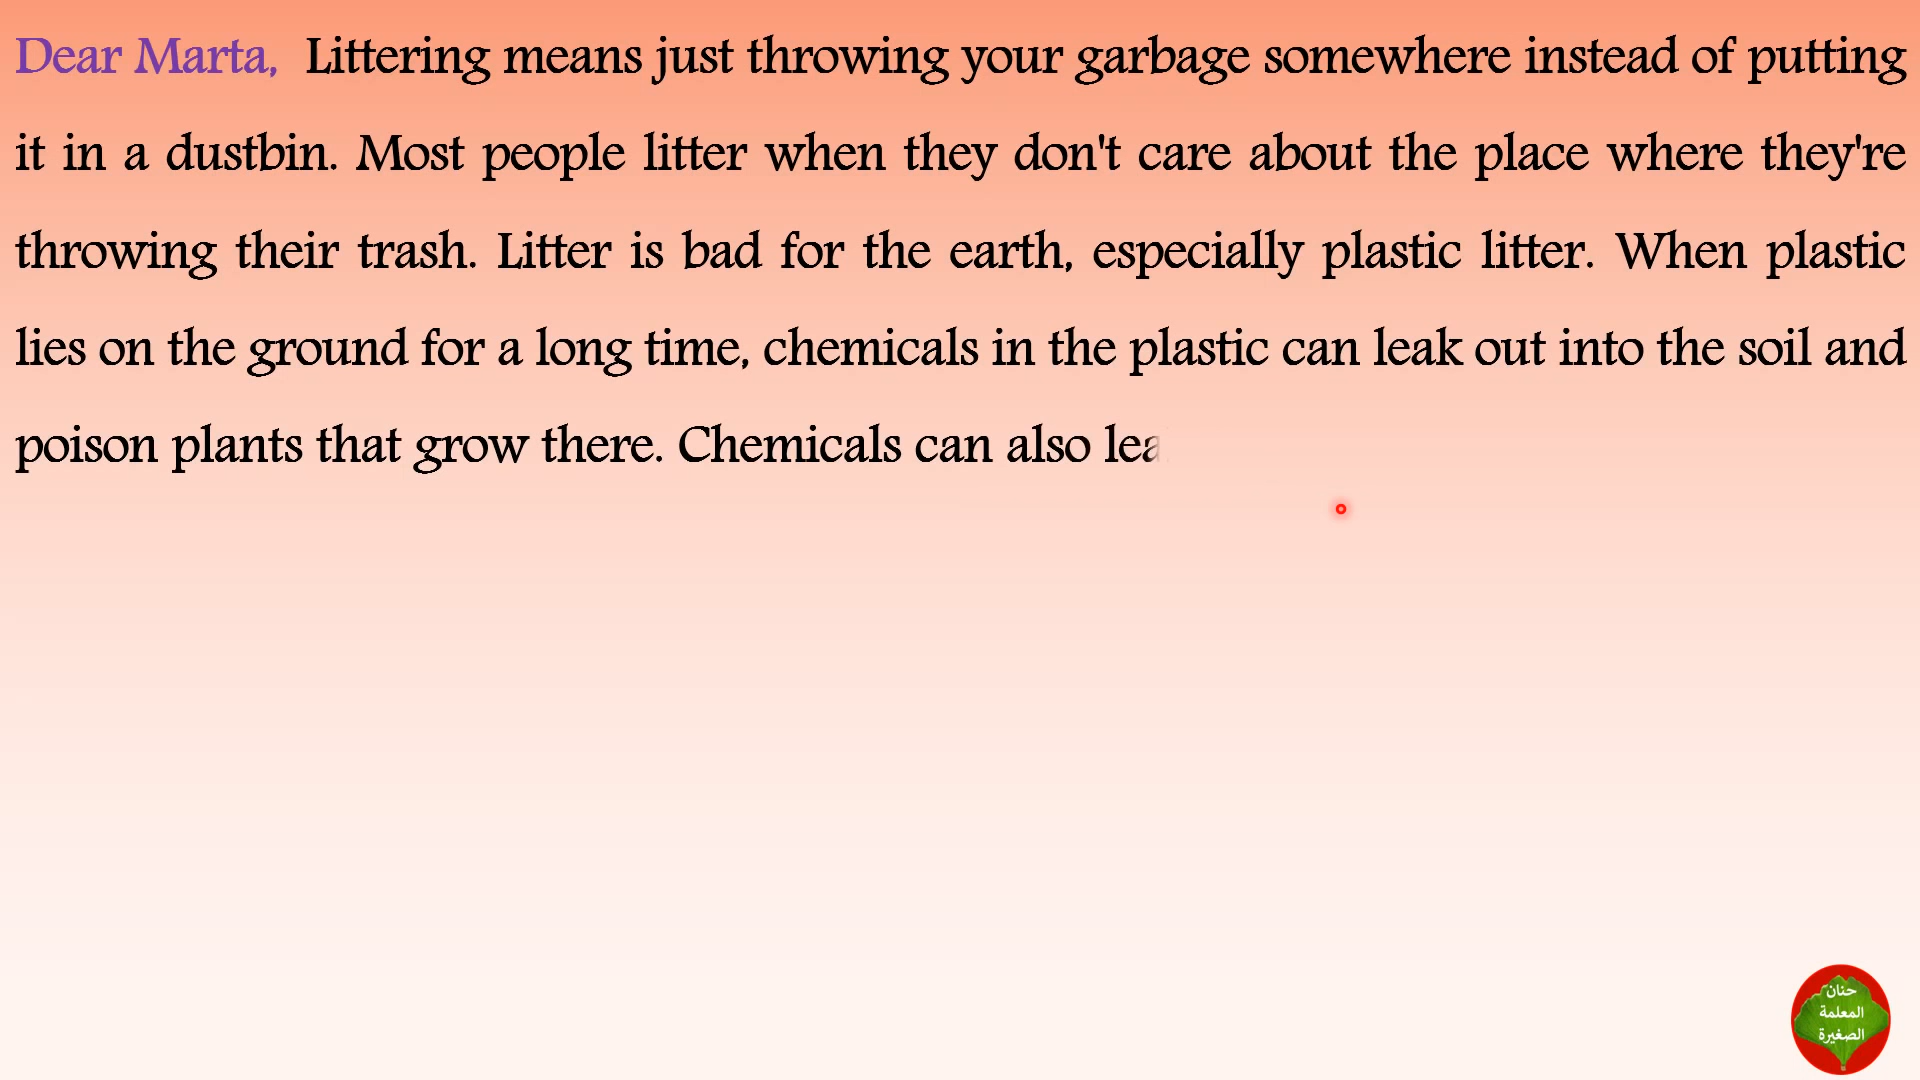 Dear Marta, Littering means just throwing your garbage somewhere instead of putting
it in a dustbin. Most people litter when they don't care about the place where they're
throwing their trash. Litter is bad for the earth, especially plastic litter. When plastic
lies on the ground for a long time, chemicals in the plastic can leak out into the soil and
poison plants that grow there. Chemicals can also
حنان
المعلمة
الصغيرة